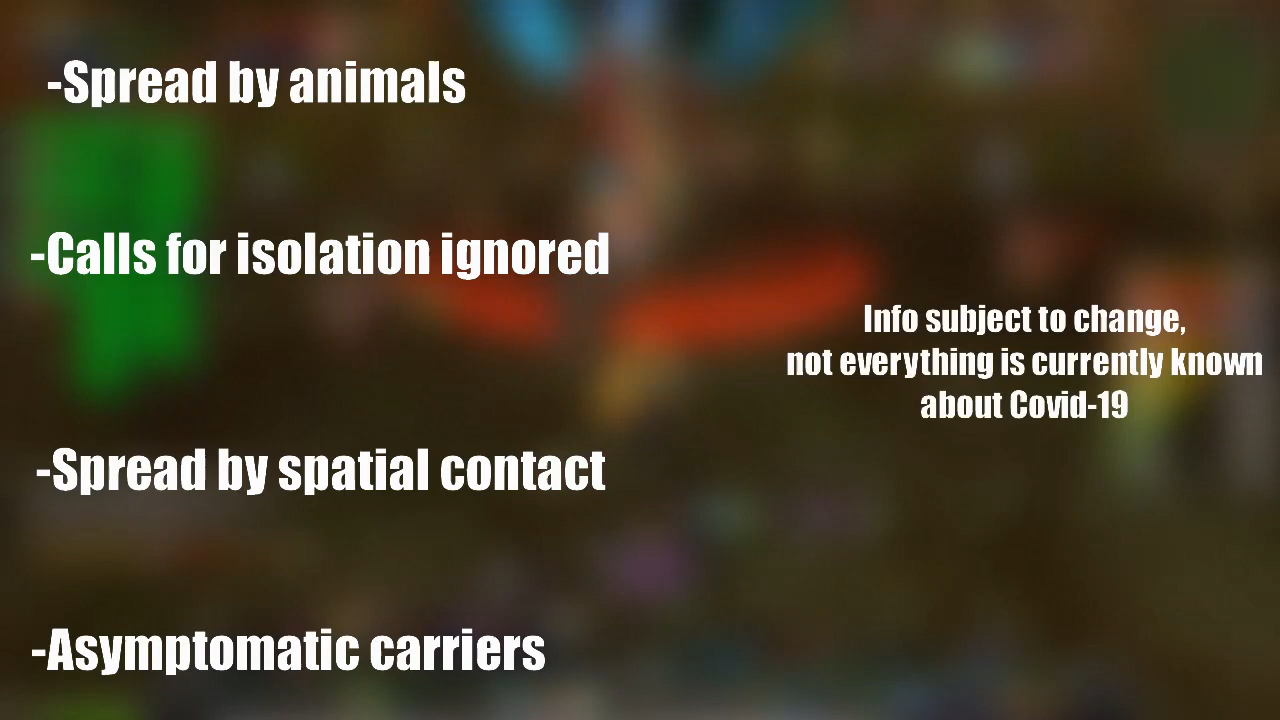 -Spread by animals
-Calls for isolation ignored
Info subject to change,
not everything is currently known
about Covid-19
-Spread by spatial contact
-Asymptomatic carriers